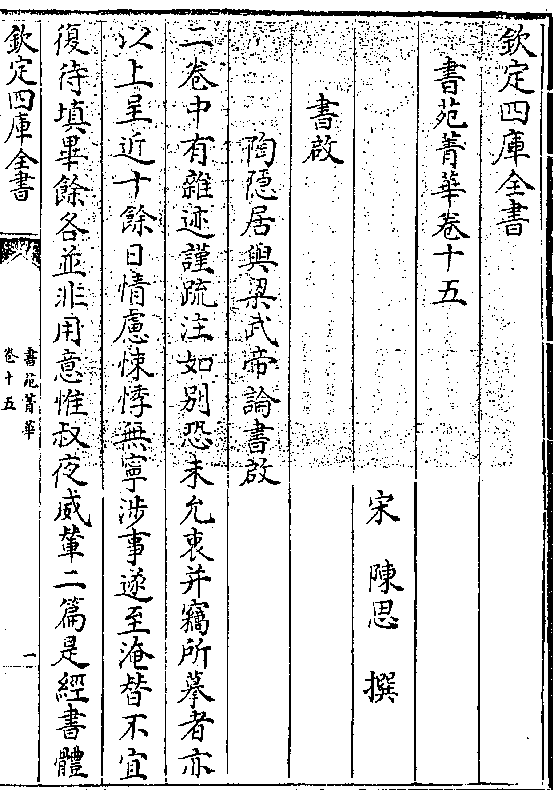 欽定四庫全書
書苑菁華卷十五
宋 陳思 撰
書啟
陶隱居與梁武帝論書啟
二卷中有雜迹謹疏注如别恐未允衷并竊所摹者亦
以上呈近十餘日情慮悚悸無寧涉事遂至淹朁不宜
復待填畢餘各並非用意惟叔夜威輦二篇是經書體
欽定四庫全書
書苑菁華
卷十五
一